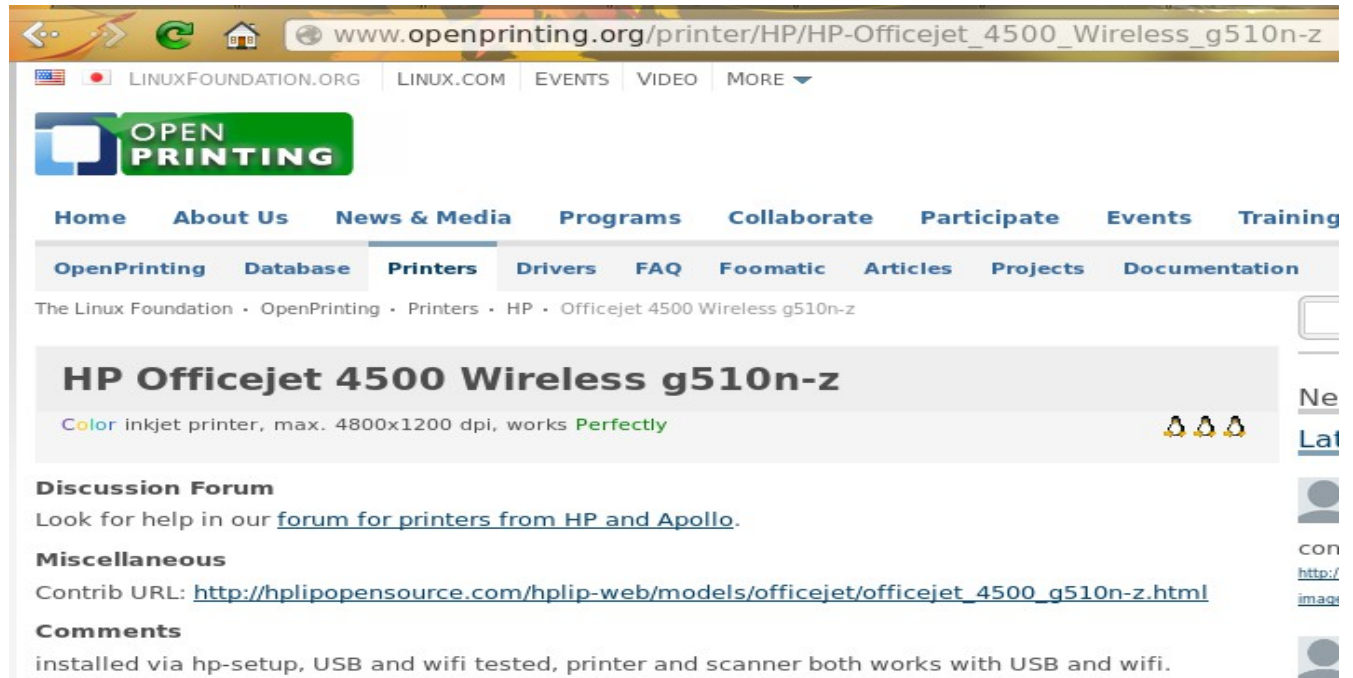 www.openprinting.org/printer/HP/HP-Officejet_4500_Wireless_g510n-z
LINUXFOUNDATION.ORG LINUX.COM EVENTS VIDEO MORE
OPEN
PRINTING
Home About Us News & Media Programs Collaborate Participate Events Training
OpenPrinting Database Printers Drivers FAQ Foomatic Articles Projects Documentation
The Linux Foundation • OpenPrinting • Printers • HP • Officejet 4500 Wireless g510n-z
HP Officejet 4500 Wireless g510n-z
Color inkjet printer, max. 4800x1200 dpi, works Perfectly
Discussion Forum
Look for help in our forum for printers from HP and Apollo.
Miscellaneous
Contrib URL: http://hplipopensource.com/hplip-web/models/officejet/officejet_4500_g510n-z.html
Comments
installed via hp-setup, USB and wifi tested, printer and scanner both works with USB and wifi.
Ne
Lat
con
http:/
image